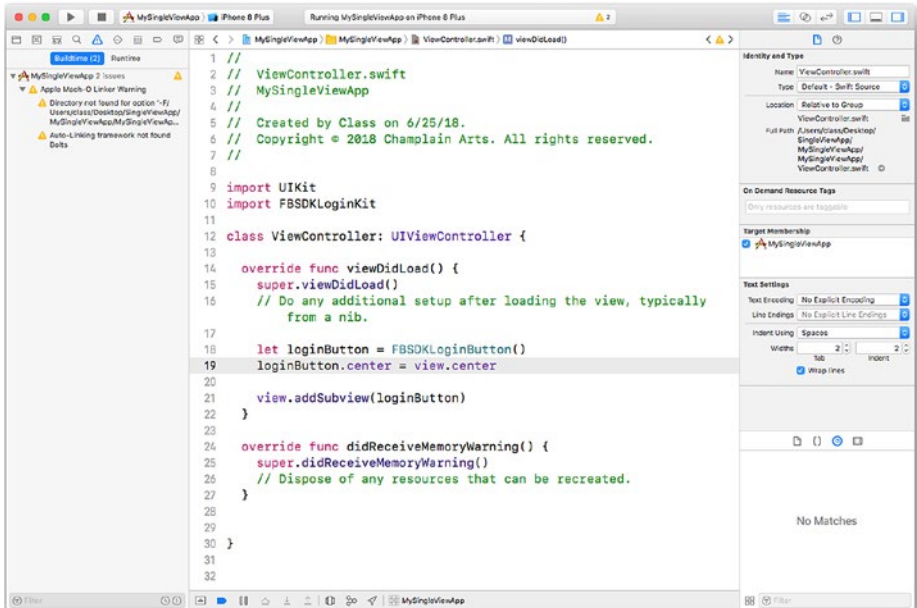 MySingleViewApp iPhone 8 Plus Running MySingleViewApp on iPhone 8 Plus 2
MySingleViewApp MySingleViewApp ViewController.swift viewDidLoad()
Buildtime (2) Runtime
MySingleViewApp 2 issues
Apple Mach-O Linker Warning
Directory not found for option '-F/
Users/class/Desktop/SingleViewApp/
MySingleViewApp/MySingleViewAp...
Auto-Linking framework not found
Bolts
1 //
2 // ViewController.swift
3 // MySingleViewApp
4 //
5 // Created by Class on 6/25/18.
6 // Copyright © 2018 Champlain Arts. All rights reserved.
7 //
8
9 import UIKit
10 import FBSDKLoginKit
11
12 class ViewController: UIViewController {
13
14 override func viewDidLoad() {
15 super.viewDidLoad()
16 // Do any additional setup after loading the view, typically
from a nib.
17
18 let loginButton = FBSDKLoginButton()
19 loginButton.center = view.center
20
21 view.addSubview(loginButton)
22 }
23
24 override func didReceiveMemoryWarning() {
25 super.didReceiveMemoryWarning()
26 // Dispose of any resources that can be recreated.
27 }
28
29
30 }
31
32
Identity and Type
Name ViewController.swift
Type Default - Swift Source
Location Relative to Group
ViewController.swift
Full Path /Users/class/Desktop/
SingleViewApp/
MySingleViewApp/
MySingleViewApp/
ViewController.swift
On Demand Resource Tags
Only resources are taggable
Target Membership
MySingleViewApp
Text Settings
Text Encoding No Explicit Encoding
Line Endings No Explicit Line Endings
Indent Using Spaces
Widths 2 2
Tab Indent
Wrap lines
No Matches
Filter
MySingleViewApp
Filter